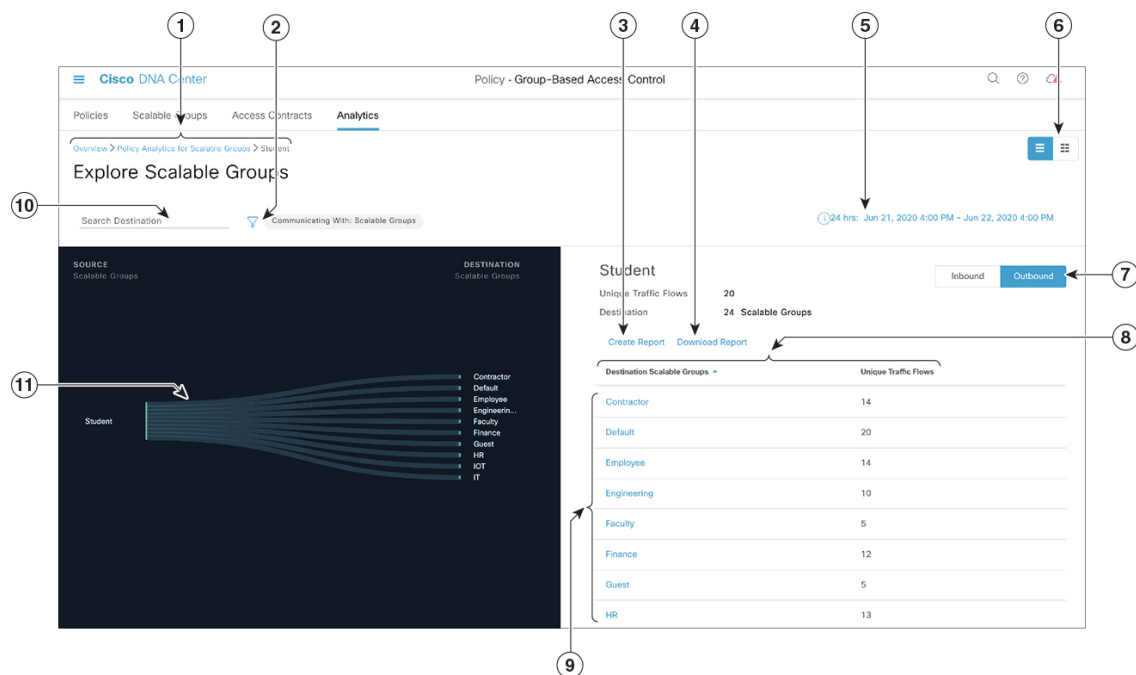 1
2
3
4
5
6
Cisco DNA Center
Policy · Group-Based Access Control
Policies Scalable Groups Access Contracts Analytics
Overview > Policy Analytics for Scalable Groups > Student
Explore Scalable Groups
10
Search Destination
Communicating With: Scalable Groups
24 hrs: Jun 21, 2020 4:00 PM - Jun 22, 2020 4:00 PM
SOURCE
Scalable Groups
DESTINATION
Scalable Groups
Student
Contractor
Default
Employee
Engineerin...
Faculty
Finance
Guest
HR
IOT
IT
11
Student
Inbound Outbound
7
Unique Traffic Flows 20
Destination 24 Scalable Groups
Create Report Download Report
8
Destination Scalable Groups Unique Traffic Flows
Contractor 14
Default 20
Employee 14
Engineering 10
Faculty 5
Finance 12
Guest 5
HR 13
9